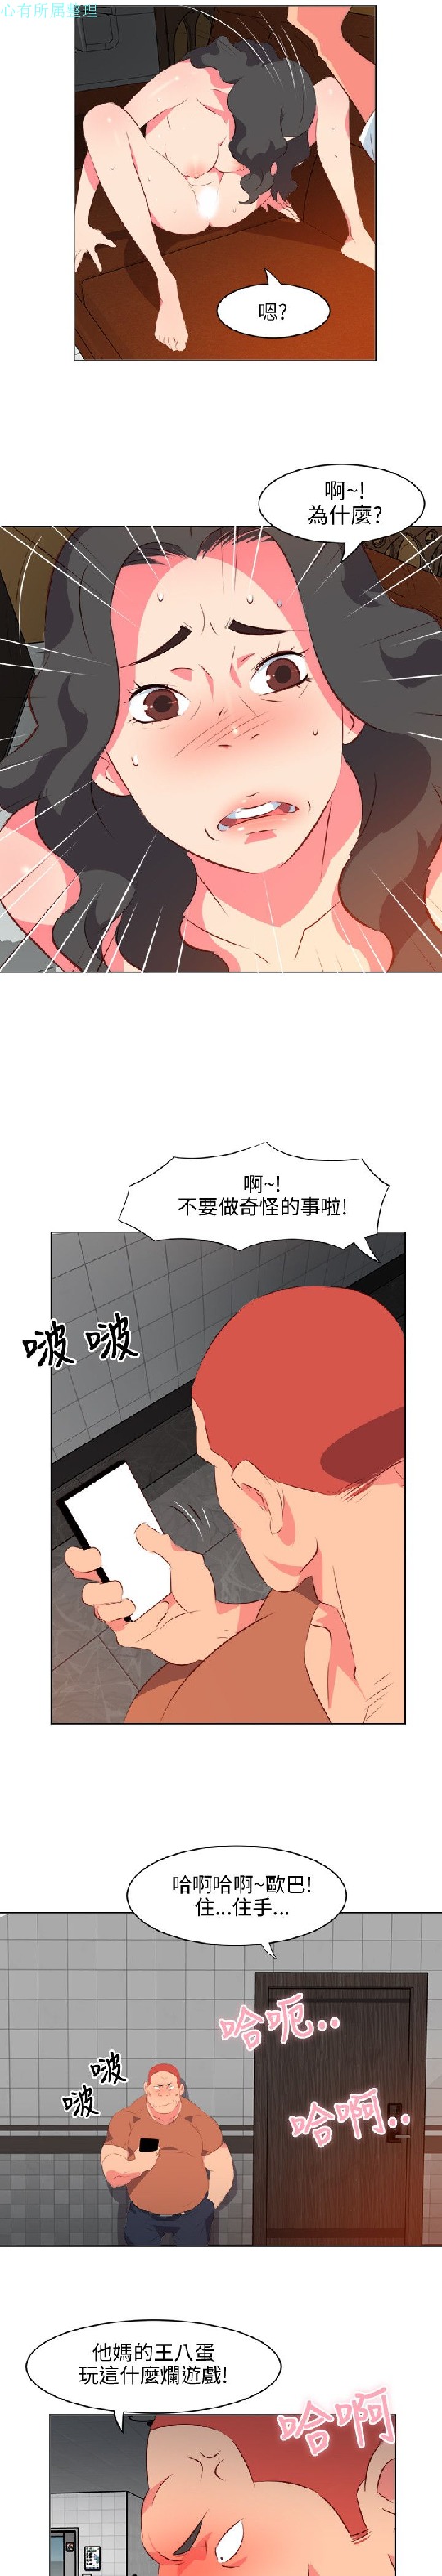 心有所属整理
嗯?
啊~!
為什麼?
啊~!
不要做奇怪的事啦!
啵 啵
哈啊哈啊~歐巴!
住...住手...
哈呃..
啵
啵
哈啊..
他媽的王八蛋
玩這什麼爛遊戲!
哈啊